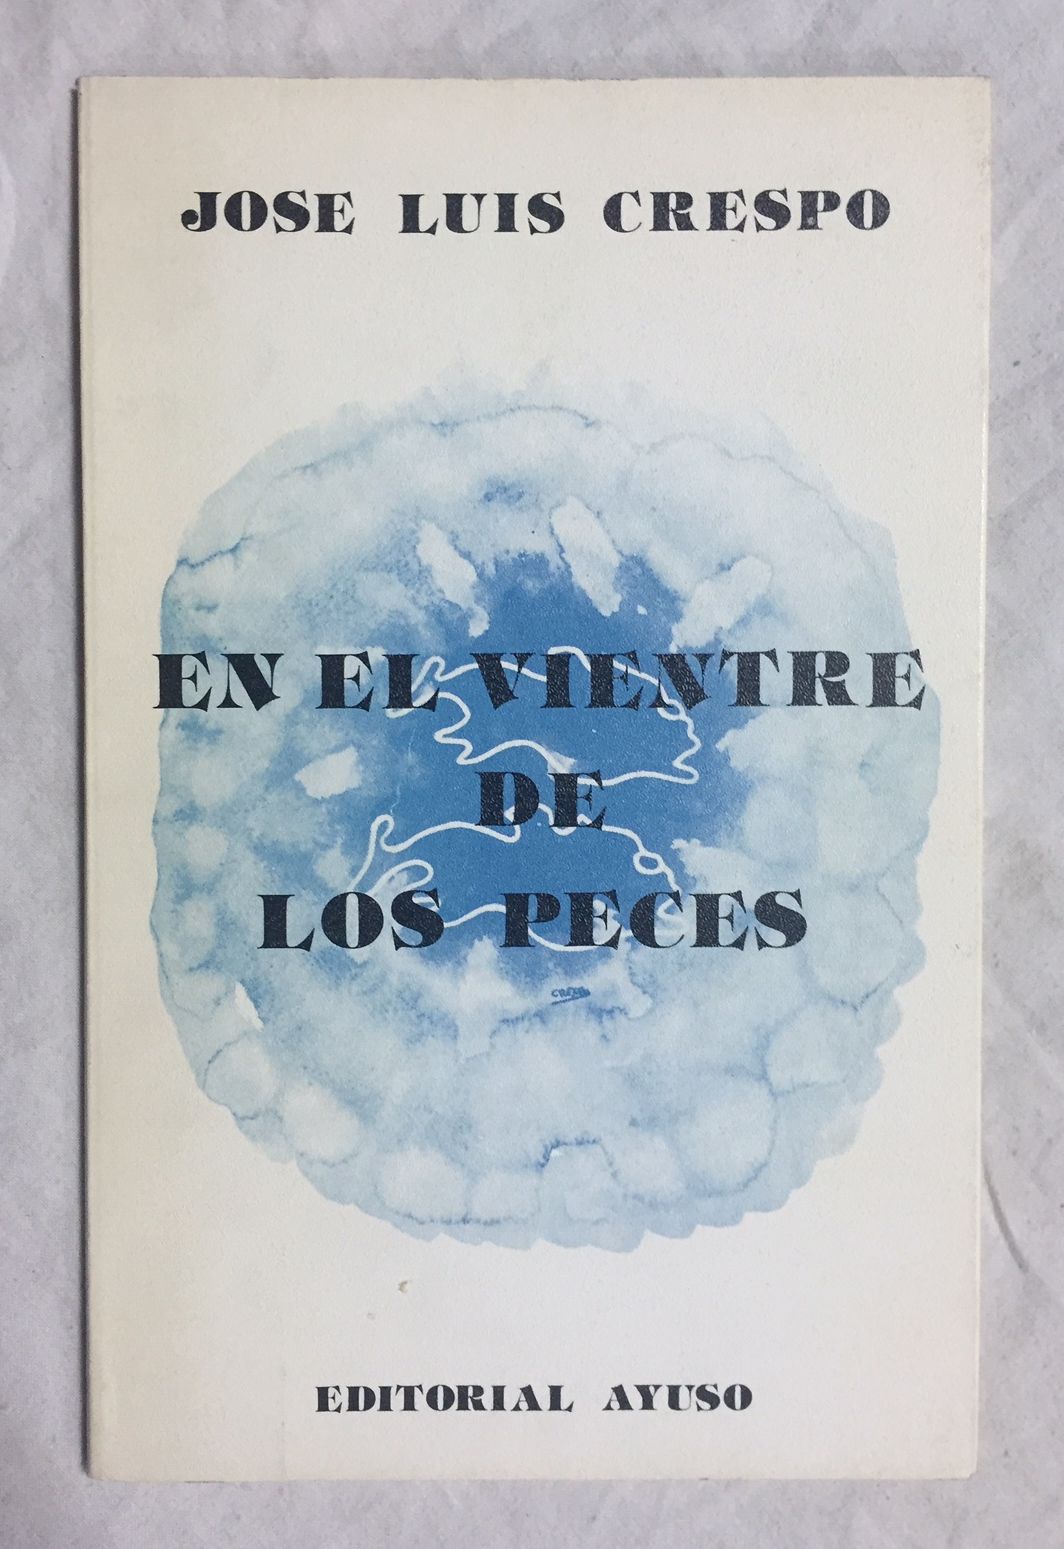 JOSE LUIS CRESPO
EN EL VIENTRE
DE
LOS PECES
EDITORIAL AYUSO